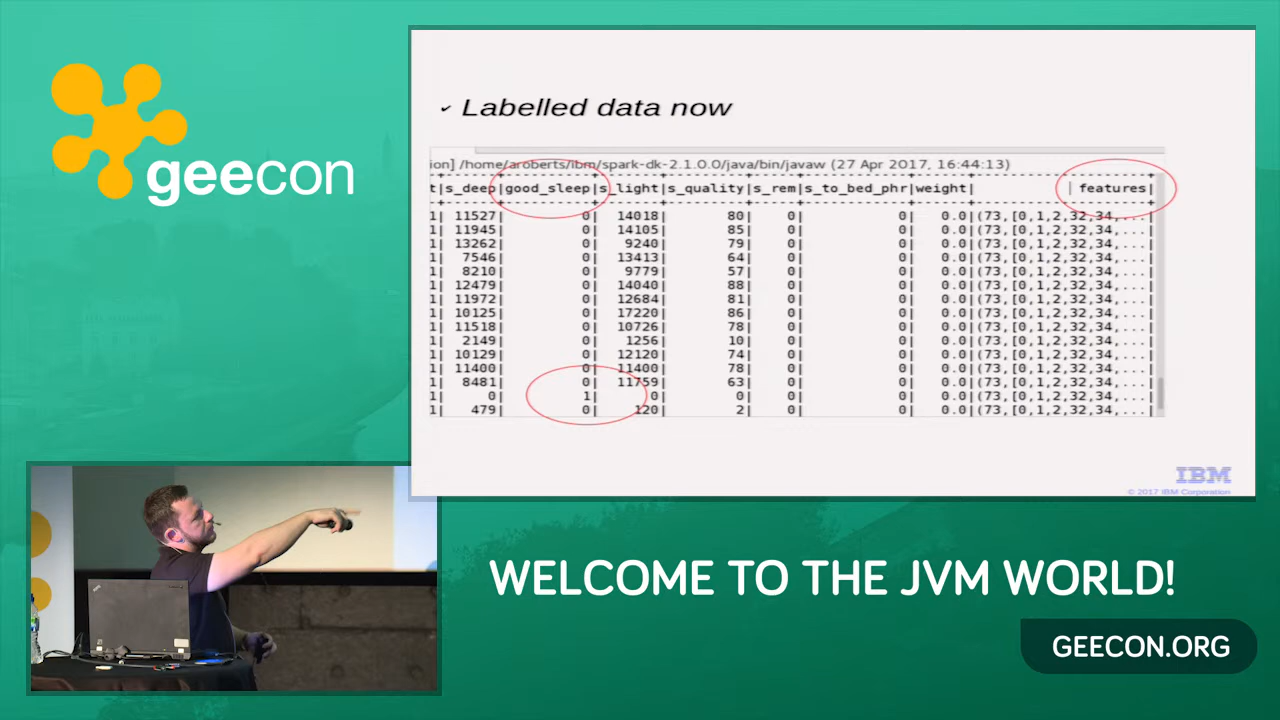 geecon
✓ Labelled data now
ion] /home/aroberts/ibm/spark-dk-2.1.0.0/java/bin/javaw (27 Apr 2017, 16:44:13)
t|s_deep|good_sleep|s_light|s_quality|s_rem|s_to_bed_phr|weight| | features|
1| 11527| 0| 14018| 80| 0| 0| 0.0|(73,[0,1,2,32,34,...|
1| 11945| 0| 14105| 85| 0| 0| 0.0|(73,[0,1,2,32,34,...|
1| 13262| 0| 9240| 79| 0| 0| 0.0|(73,[0,1,2,32,34,...|
1| 7546| 0| 13413| 64| 0| 0| 0.0|(73,[0,1,2,32,34,...|
1| 8210| 0| 9779| 57| 0| 0| 0.0|(73,[0,1,2,32,34,...|
1| 12479| 0| 14040| 88| 0| 0| 0.0|(73,[0,1,2,32,34,...|
1| 11972| 0| 12684| 81| 0| 0| 0.0|(73,[0,1,2,32,34,...|
1| 10125| 0| 17220| 86| 0| 0| 0.0|(73,[0,1,2,32,34,...|
1| 11518| 0| 10726| 78| 0| 0| 0.0|(73,[0,1,2,32,34,...|
1| 2149| 0| 1256| 10| 0| 0| 0.0|(73,[0,1,2,32,34,...|
1| 10129| 0| 12120| 74| 0| 0| 0.0|(73,[0,1,2,32,34,...|
1| 11400| 0| 11400| 78| 0| 0| 0.0|(73,[0,1,2,32,34,...|
1| 8481| 0| 11759| 63| 0| 0| 0.0|(73,[0,1,2,32,34,...|
1| 0| 1| 0| 0| 0| 0| 0.0|(73,[0,1,2,32,34,...|
1| 479| 0| 120| 2| 0| 0| 0.0|(73,[0,1,2,32,34,...|
IBM
© 2017 IBM Corporation
WELCOME TO THE JVM WORLD!
GEECON.ORG